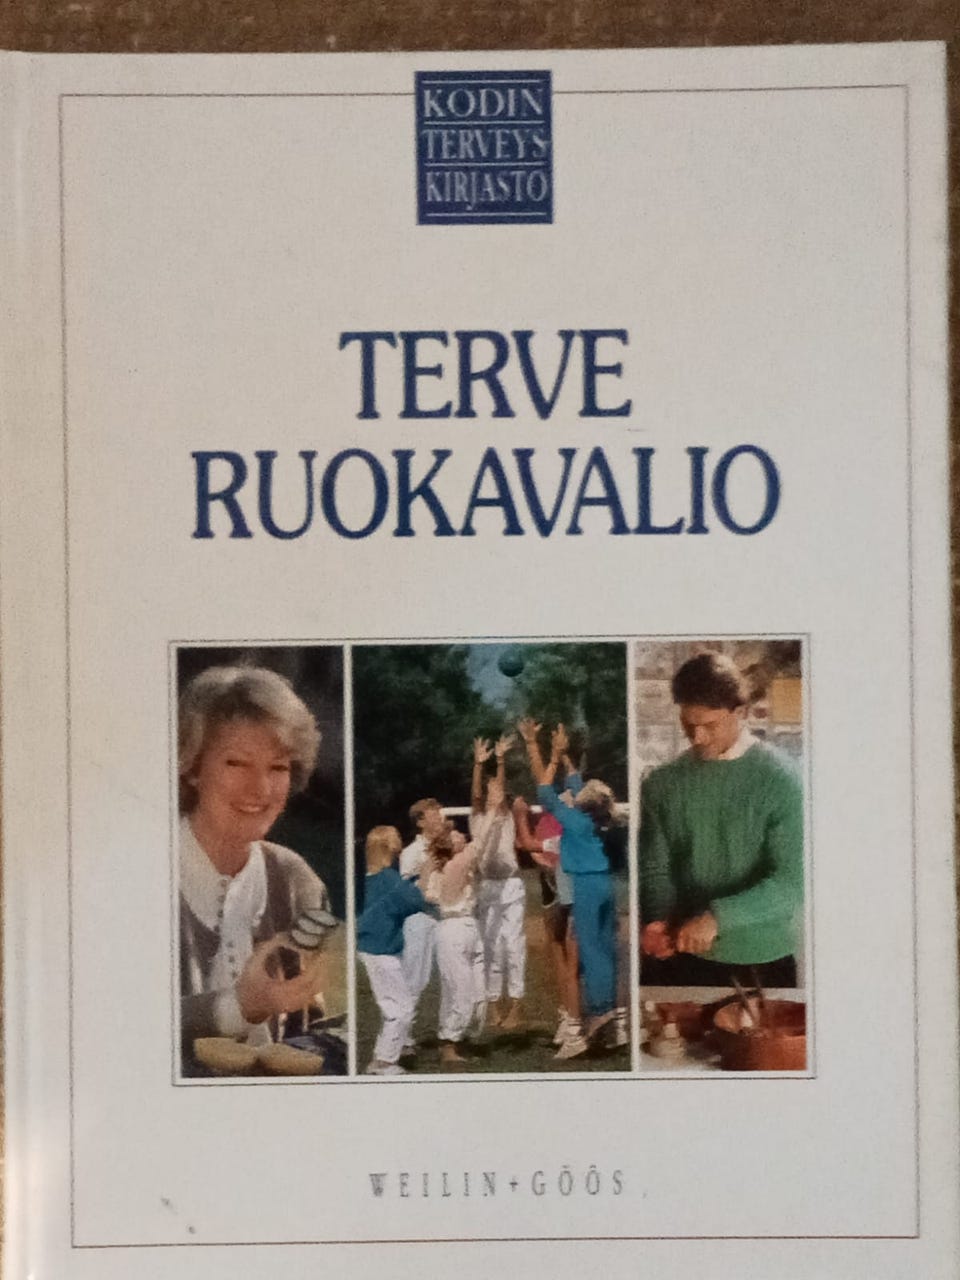 KODIN
TERVEYS
KIRJASTO
TERVE
RUOKAVALIO
WEILIN+GÖÖS